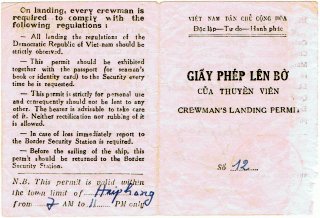 On landing, every crewman is
required to comply with the
following regulations :
— All landing the regulations of the
Democratic Republic of Viet-nam should be
strictly observed.
— This permit should be exhibited
together with the passport (for seaman's
book or identity card) to the Security every
time he is requested.
— This permit is strictly for personal use
and consequently should not be lent to any
other. The bearer is advisable to take care
of it. Neither rectification nor rubbing of it
is allowed.
— In case of loss immediately report to
the Border Security Station is required.
— Before the sailing of the ship, this
permit should be returned to the Border
Security Station.
N.B. This permit is valid within
the town limit of Haiphong
From 7 AM to 11 PM only
VIỆT NAM DÂN CHỦ CỘNG HÒA
Độc lập — Tự do — Hạnh phúc
GIẤY PHÉP LÊN BỜ
CỦA THUYỀN VIÊN
CREWMAN'S LANDING PERMI
Số 12